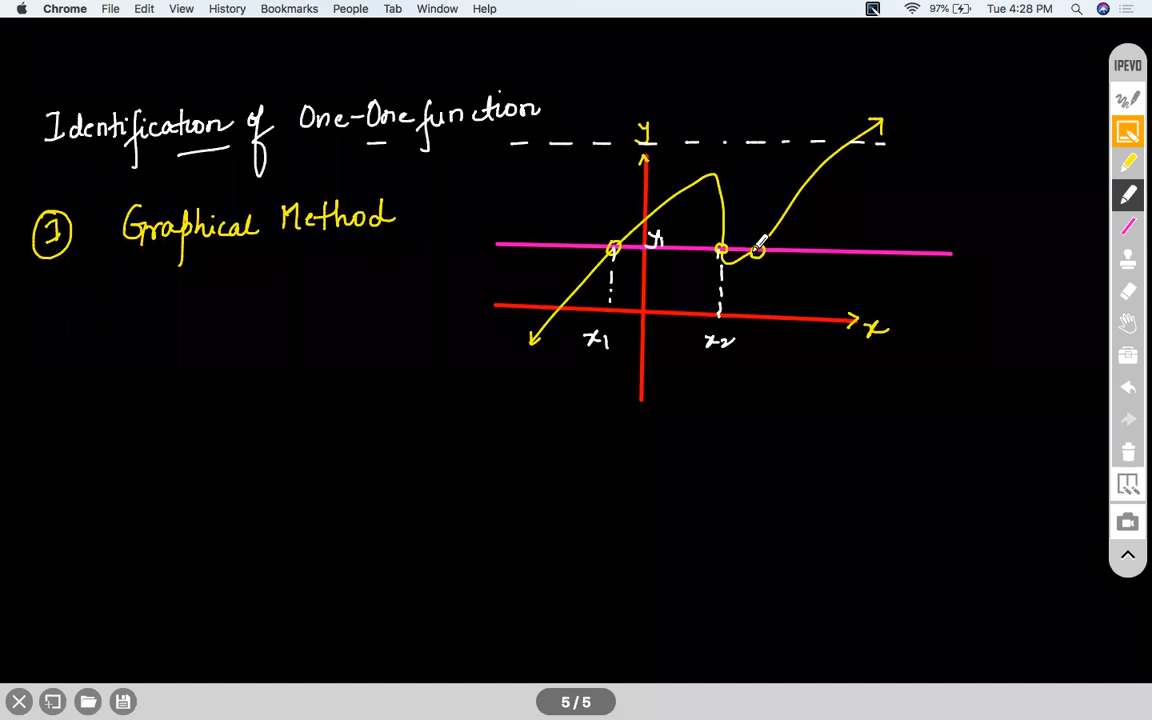 Chrome File Edit View History Bookmarks People Tab Window Help 97% Tue 4:28 PM
IPEVO
Identification of One-One function
y
① Graphical Method
y1
x
x1 x2
5 / 5